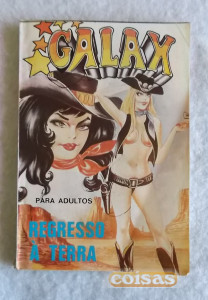 GALAX
PARA ADULTOS
REGRESSO
À TERRA
coisas